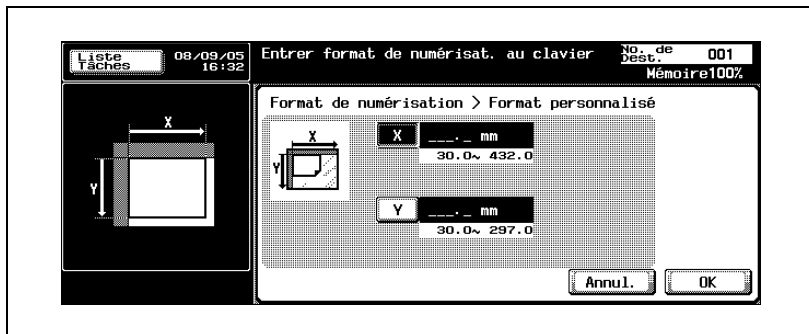 Liste
Tâches
08/09/05
16:32
Entrer format de numérisat. au clavier
No. de
Dest.
001
Mémoire100%
X
Y
Format de numérisation > Format personnalisé
X
Y
X ___._ mm
30.0~ 432.0
Y ___._ mm
30.0~ 297.0
Annul.
OK